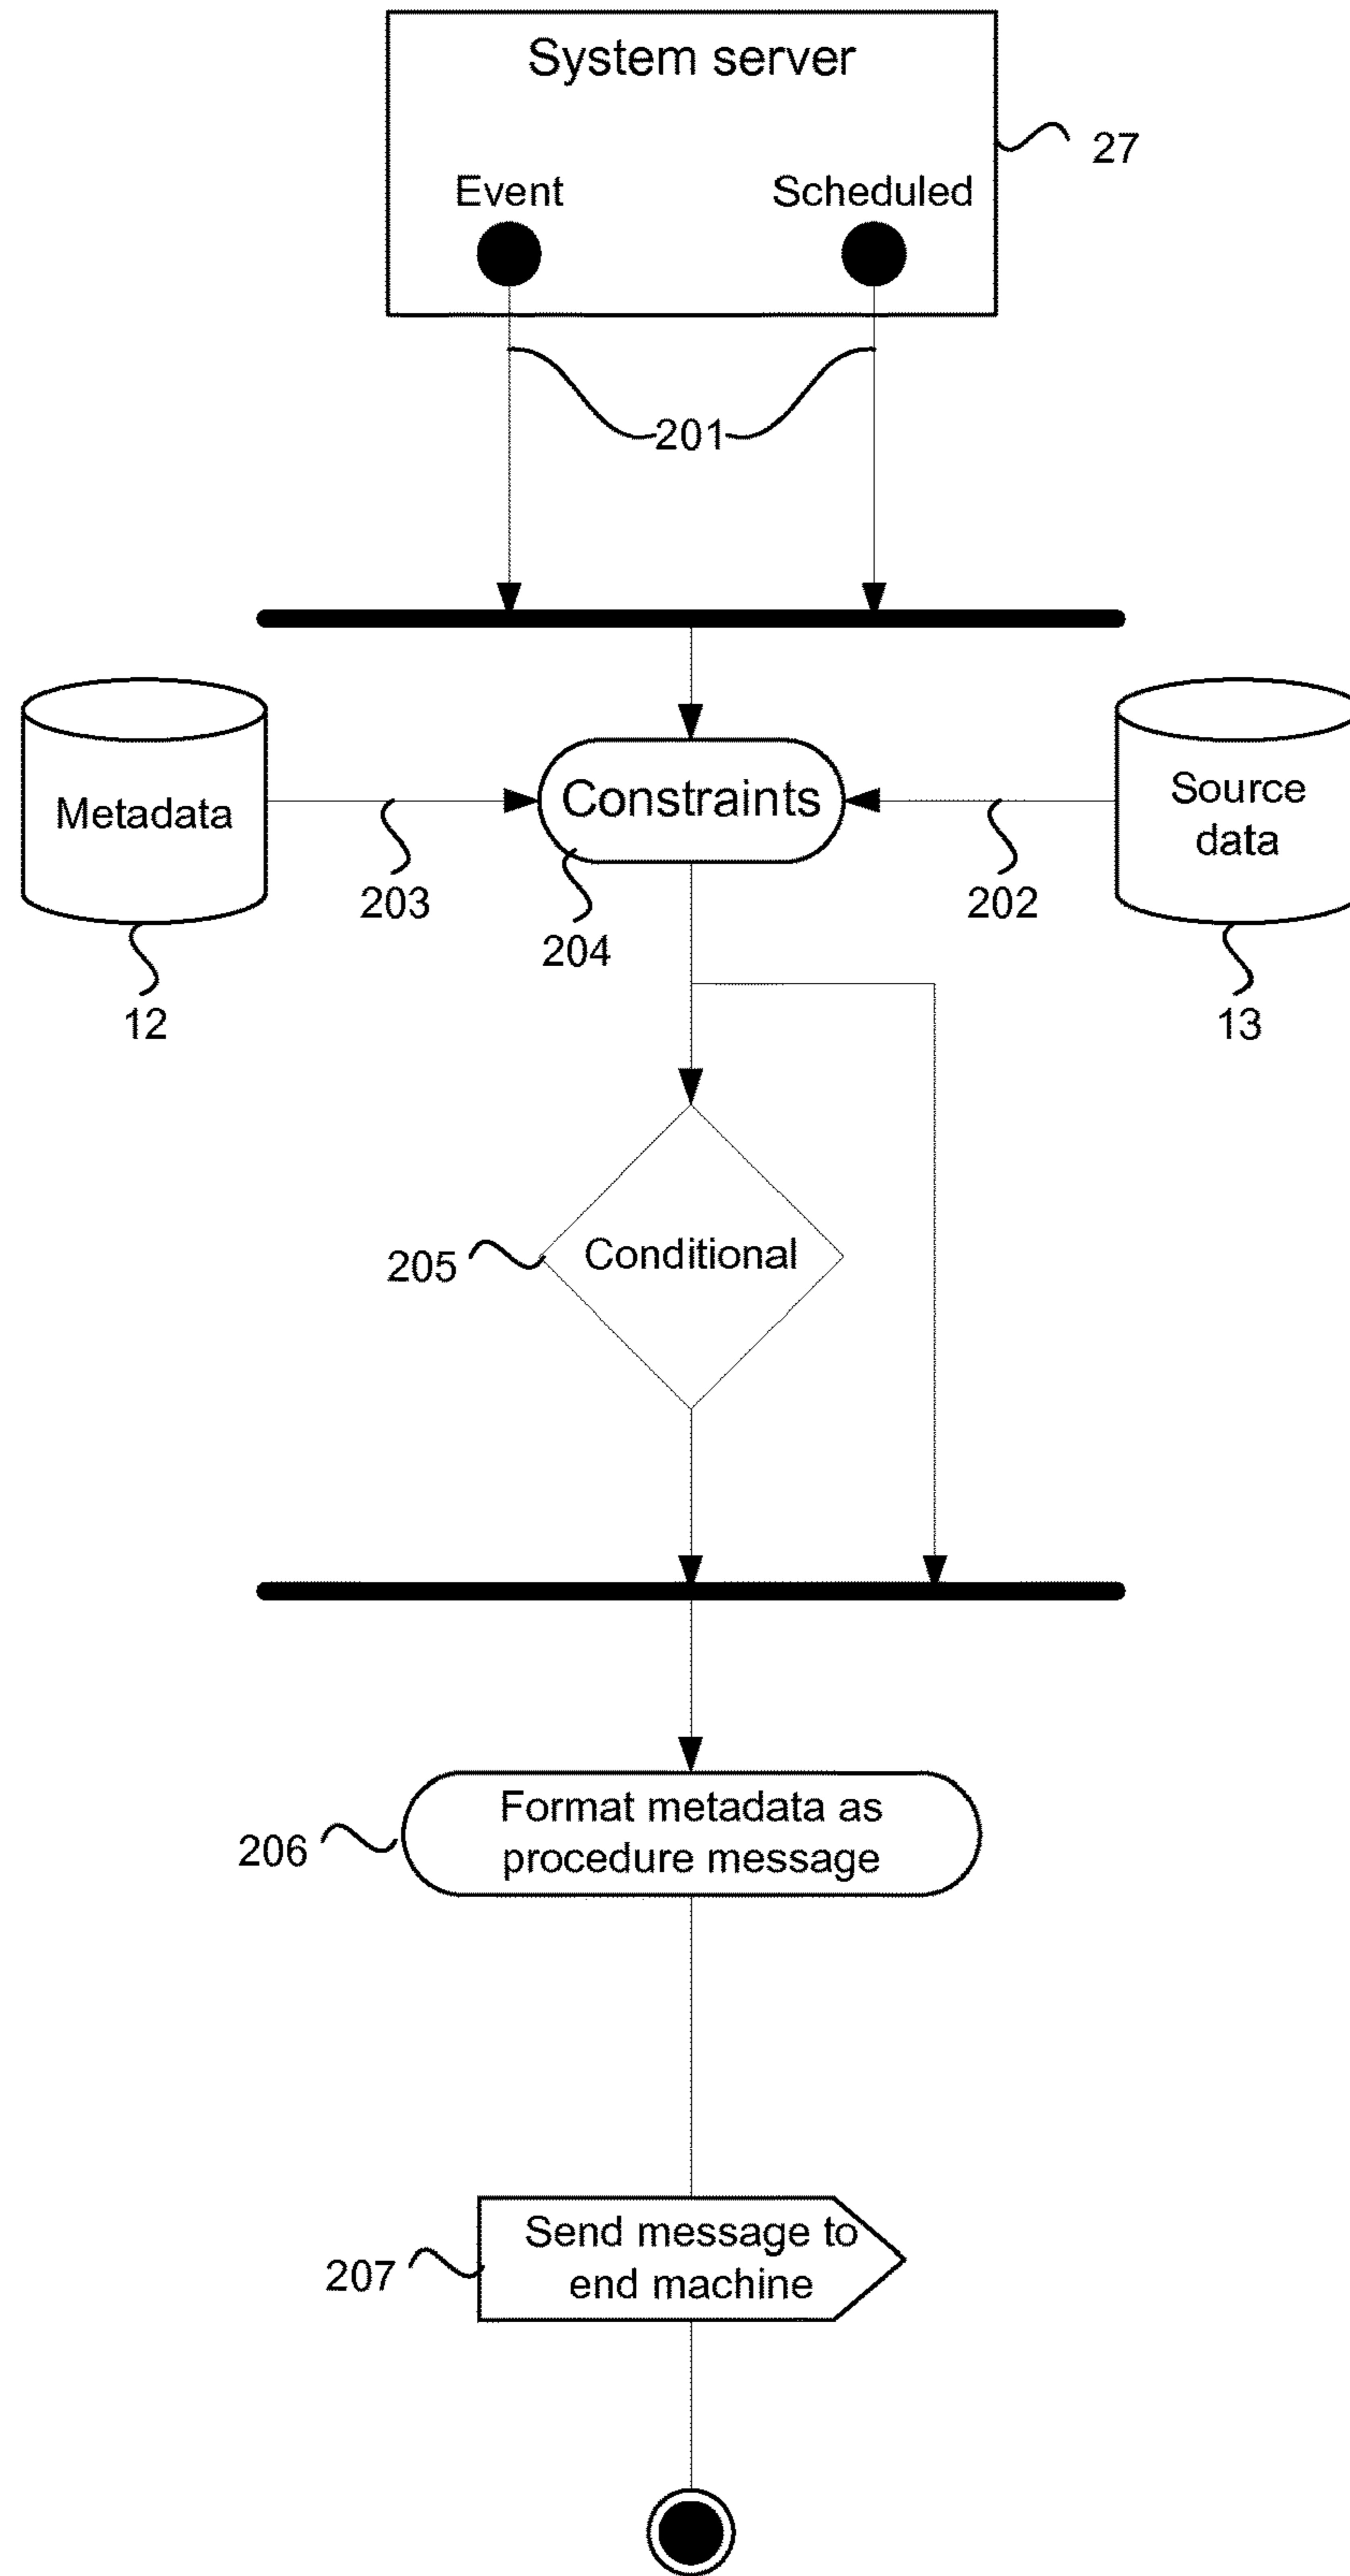 System server
27
Event
Scheduled
201
Metadata
Constraints
Source
data
203
202
204
12
13
205
Conditional
Format metadata as
procedure message
206
Send message to
end machine
207